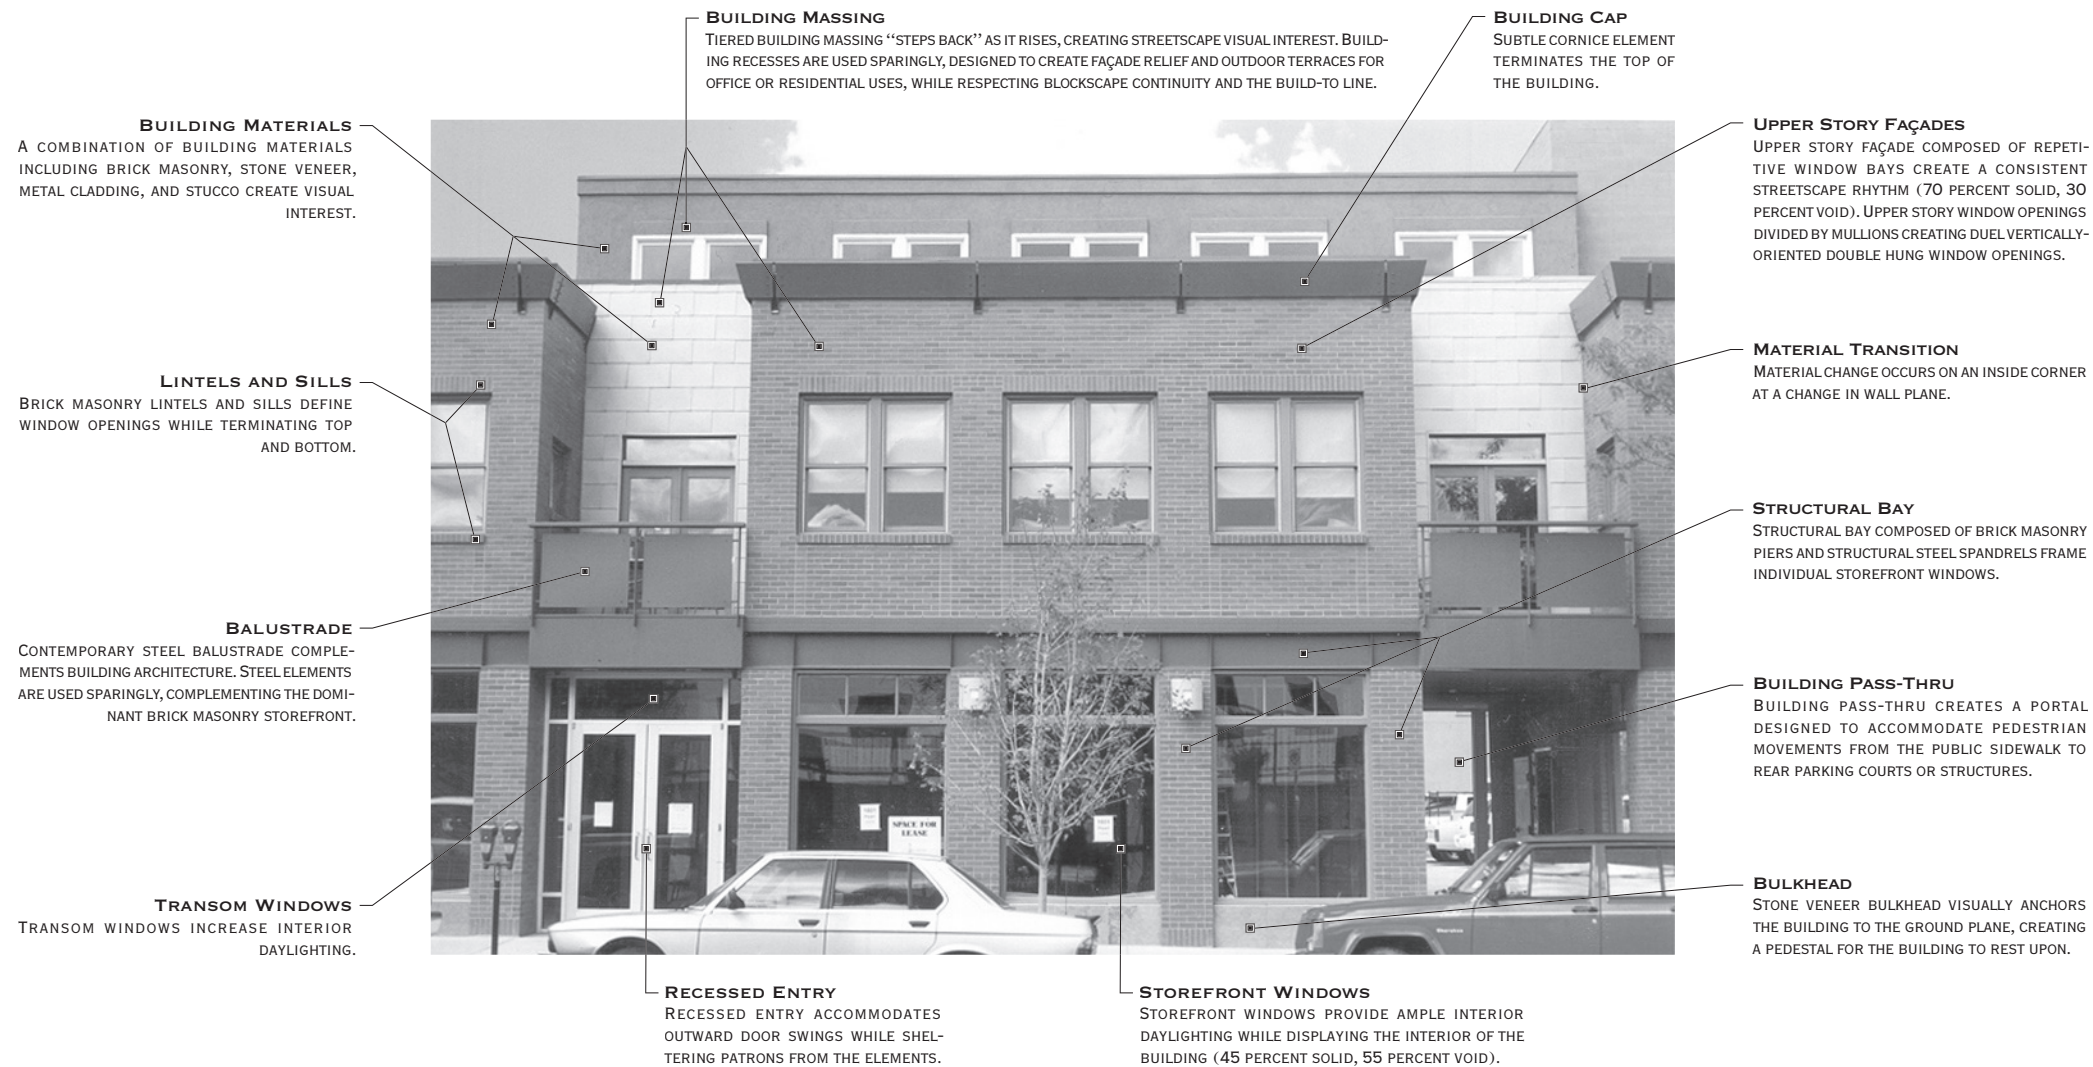 Building Massing
Tiered building massing “steps back” as it rises, creating streetscape visual interest. Build-
ing recesses are used sparingly, designed to create façade relief and outdoor terraces for
office or residential uses, while respecting blockscape continuity and the build-to line.
Building Cap
Subtle cornice element
terminates the top of
the building.
Building Materials
A combination of building materials
including brick masonry, stone veneer,
metal cladding, and stucco create visual
interest.
Upper Story Façades
Upper story façade composed of repeti-
tive window bays create a consistent
streetscape rhythm (70 percent solid, 30
percent void). Upper story window openings
divided by mullions creating duel vertically-
oriented double hung window openings.
Material Transition
Material change occurs on an inside corner
at a change in wall plane.
Lintels and Sills
Brick masonry lintels and sills define
window openings while terminating top
and bottom.
Structural Bay
Structural bay composed of brick masonry
piers and structural steel spandrels frame
individual storefront windows.
Balustrade
Contemporary steel balustrade comple-
ments building architecture. Steel elements
are used sparingly, complementing the domi-
nant brick masonry storefront.
Building Pass-Thru
Building pass-thru creates a portal
designed to accommodate pedestrian
movements from the public sidewalk to
rear parking courts or structures.
SPACE FOR
LEASE
Transom Windows
Transom windows increase interior
daylighting.
Bulkhead
Stone veneer bulkhead visually anchors
the building to the ground plane, creating
a pedestal for the building to rest upon.
Recessed Entry
Recessed entry accommodates
outward door swings while shel-
tering patrons from the elements.
Storefront Windows
Storefront windows provide ample interior
daylighting while displaying the interior of the
building (45 percent solid, 55 percent void).